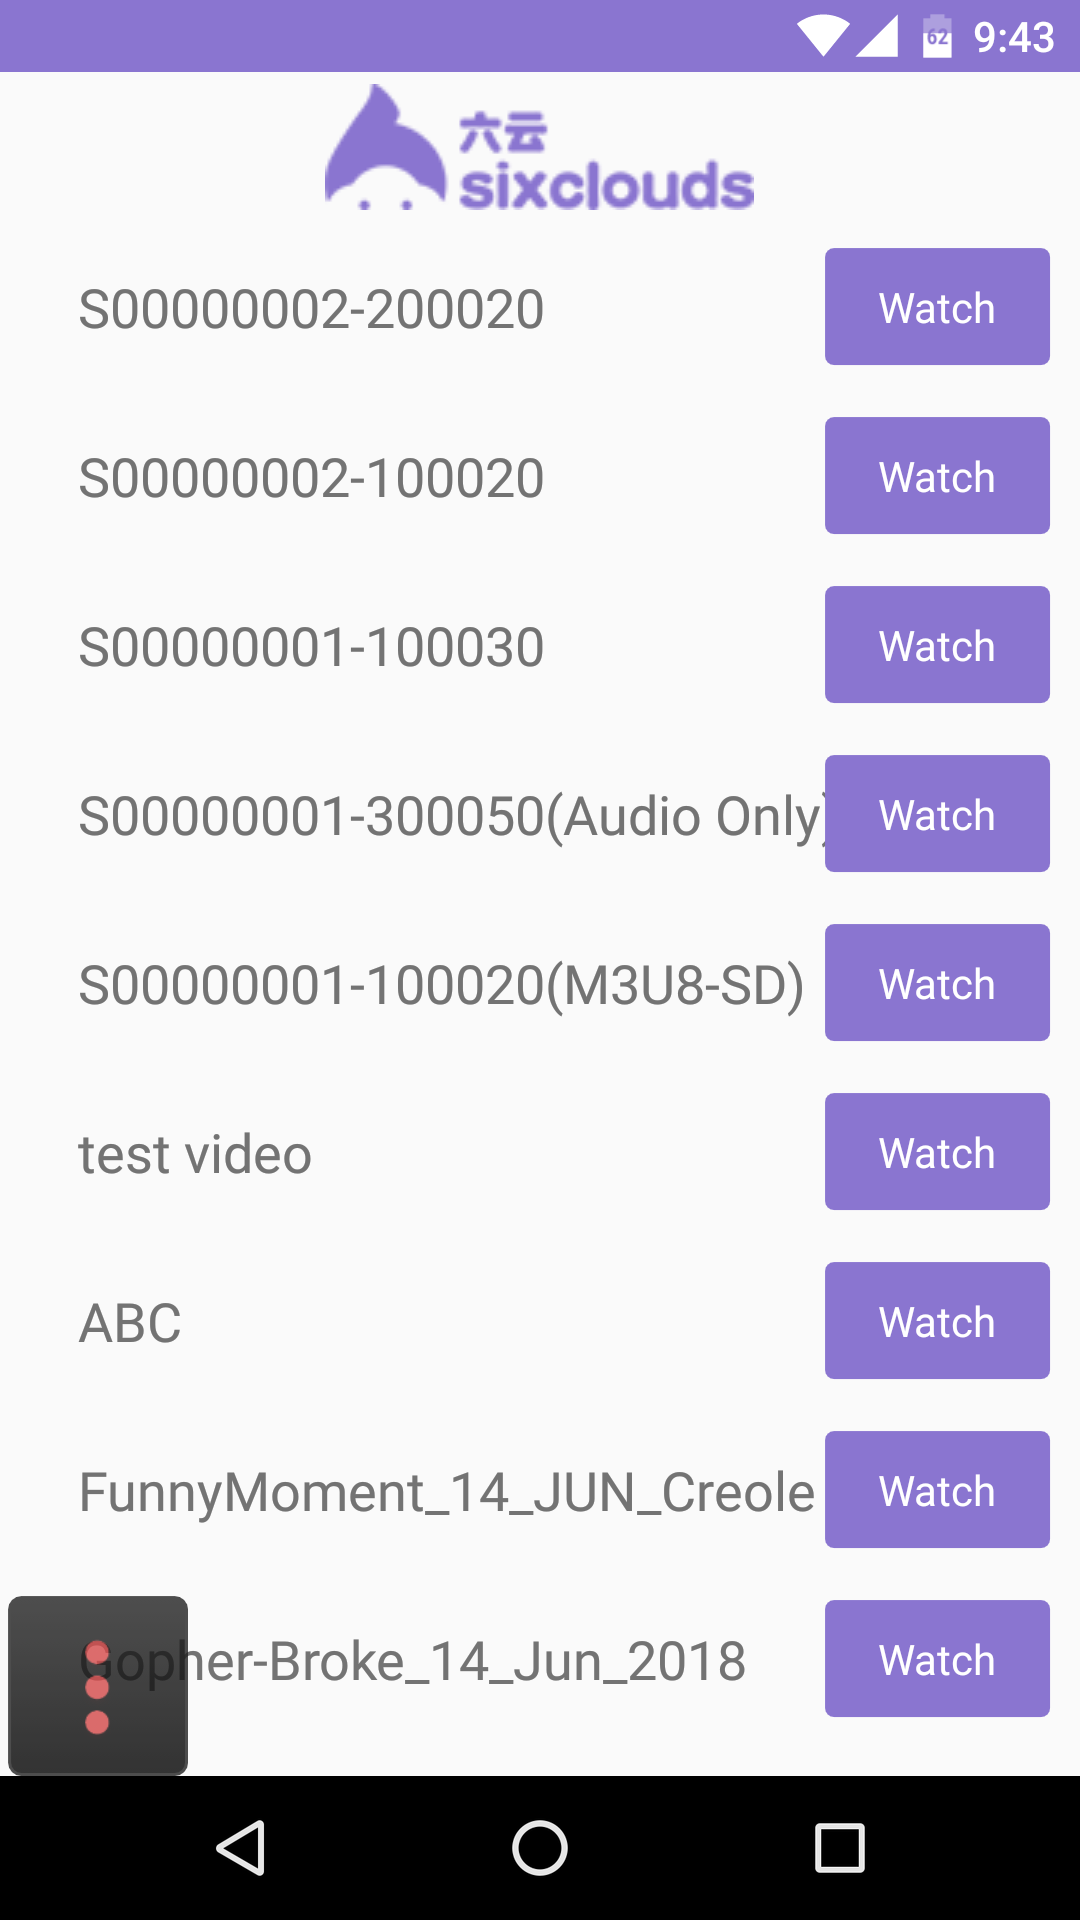 62 9:43
六云
sixclouds
S00000002-200020 Watch
S00000002-100020 Watch
S00000001-100030 Watch
S00000001-300050(Audio Only) Watch
S00000001-100020(M3U8-SD) Watch
test video Watch
ABC Watch
FunnyMoment_14_JUN_Creole Watch
Gopher-Broke_14_Jun_2018 Watch